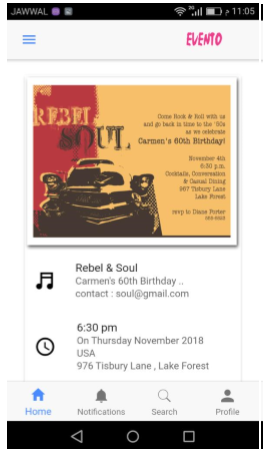 JAWWAL
11:05 م
EVENTO
REBEL
SOUL
Come Rock & Roll with us
and go back in time to the '50s
as we celebrate
Carmen's 60th Birthday!
November 4th
6:30 p.m.
Cocktails, Conversation
& Casual Dining
967 Tisbury Lane
Lake Forest
rsvp to Diane Porter
Rebel & Soul
Carmen's 60th Birthday ..
contact : soul@gmail.com
6:30 pm
On Thursday November 2018
USA
976 Tisbury Lane , Lake Forest
Home
Notifications
Search
Profile